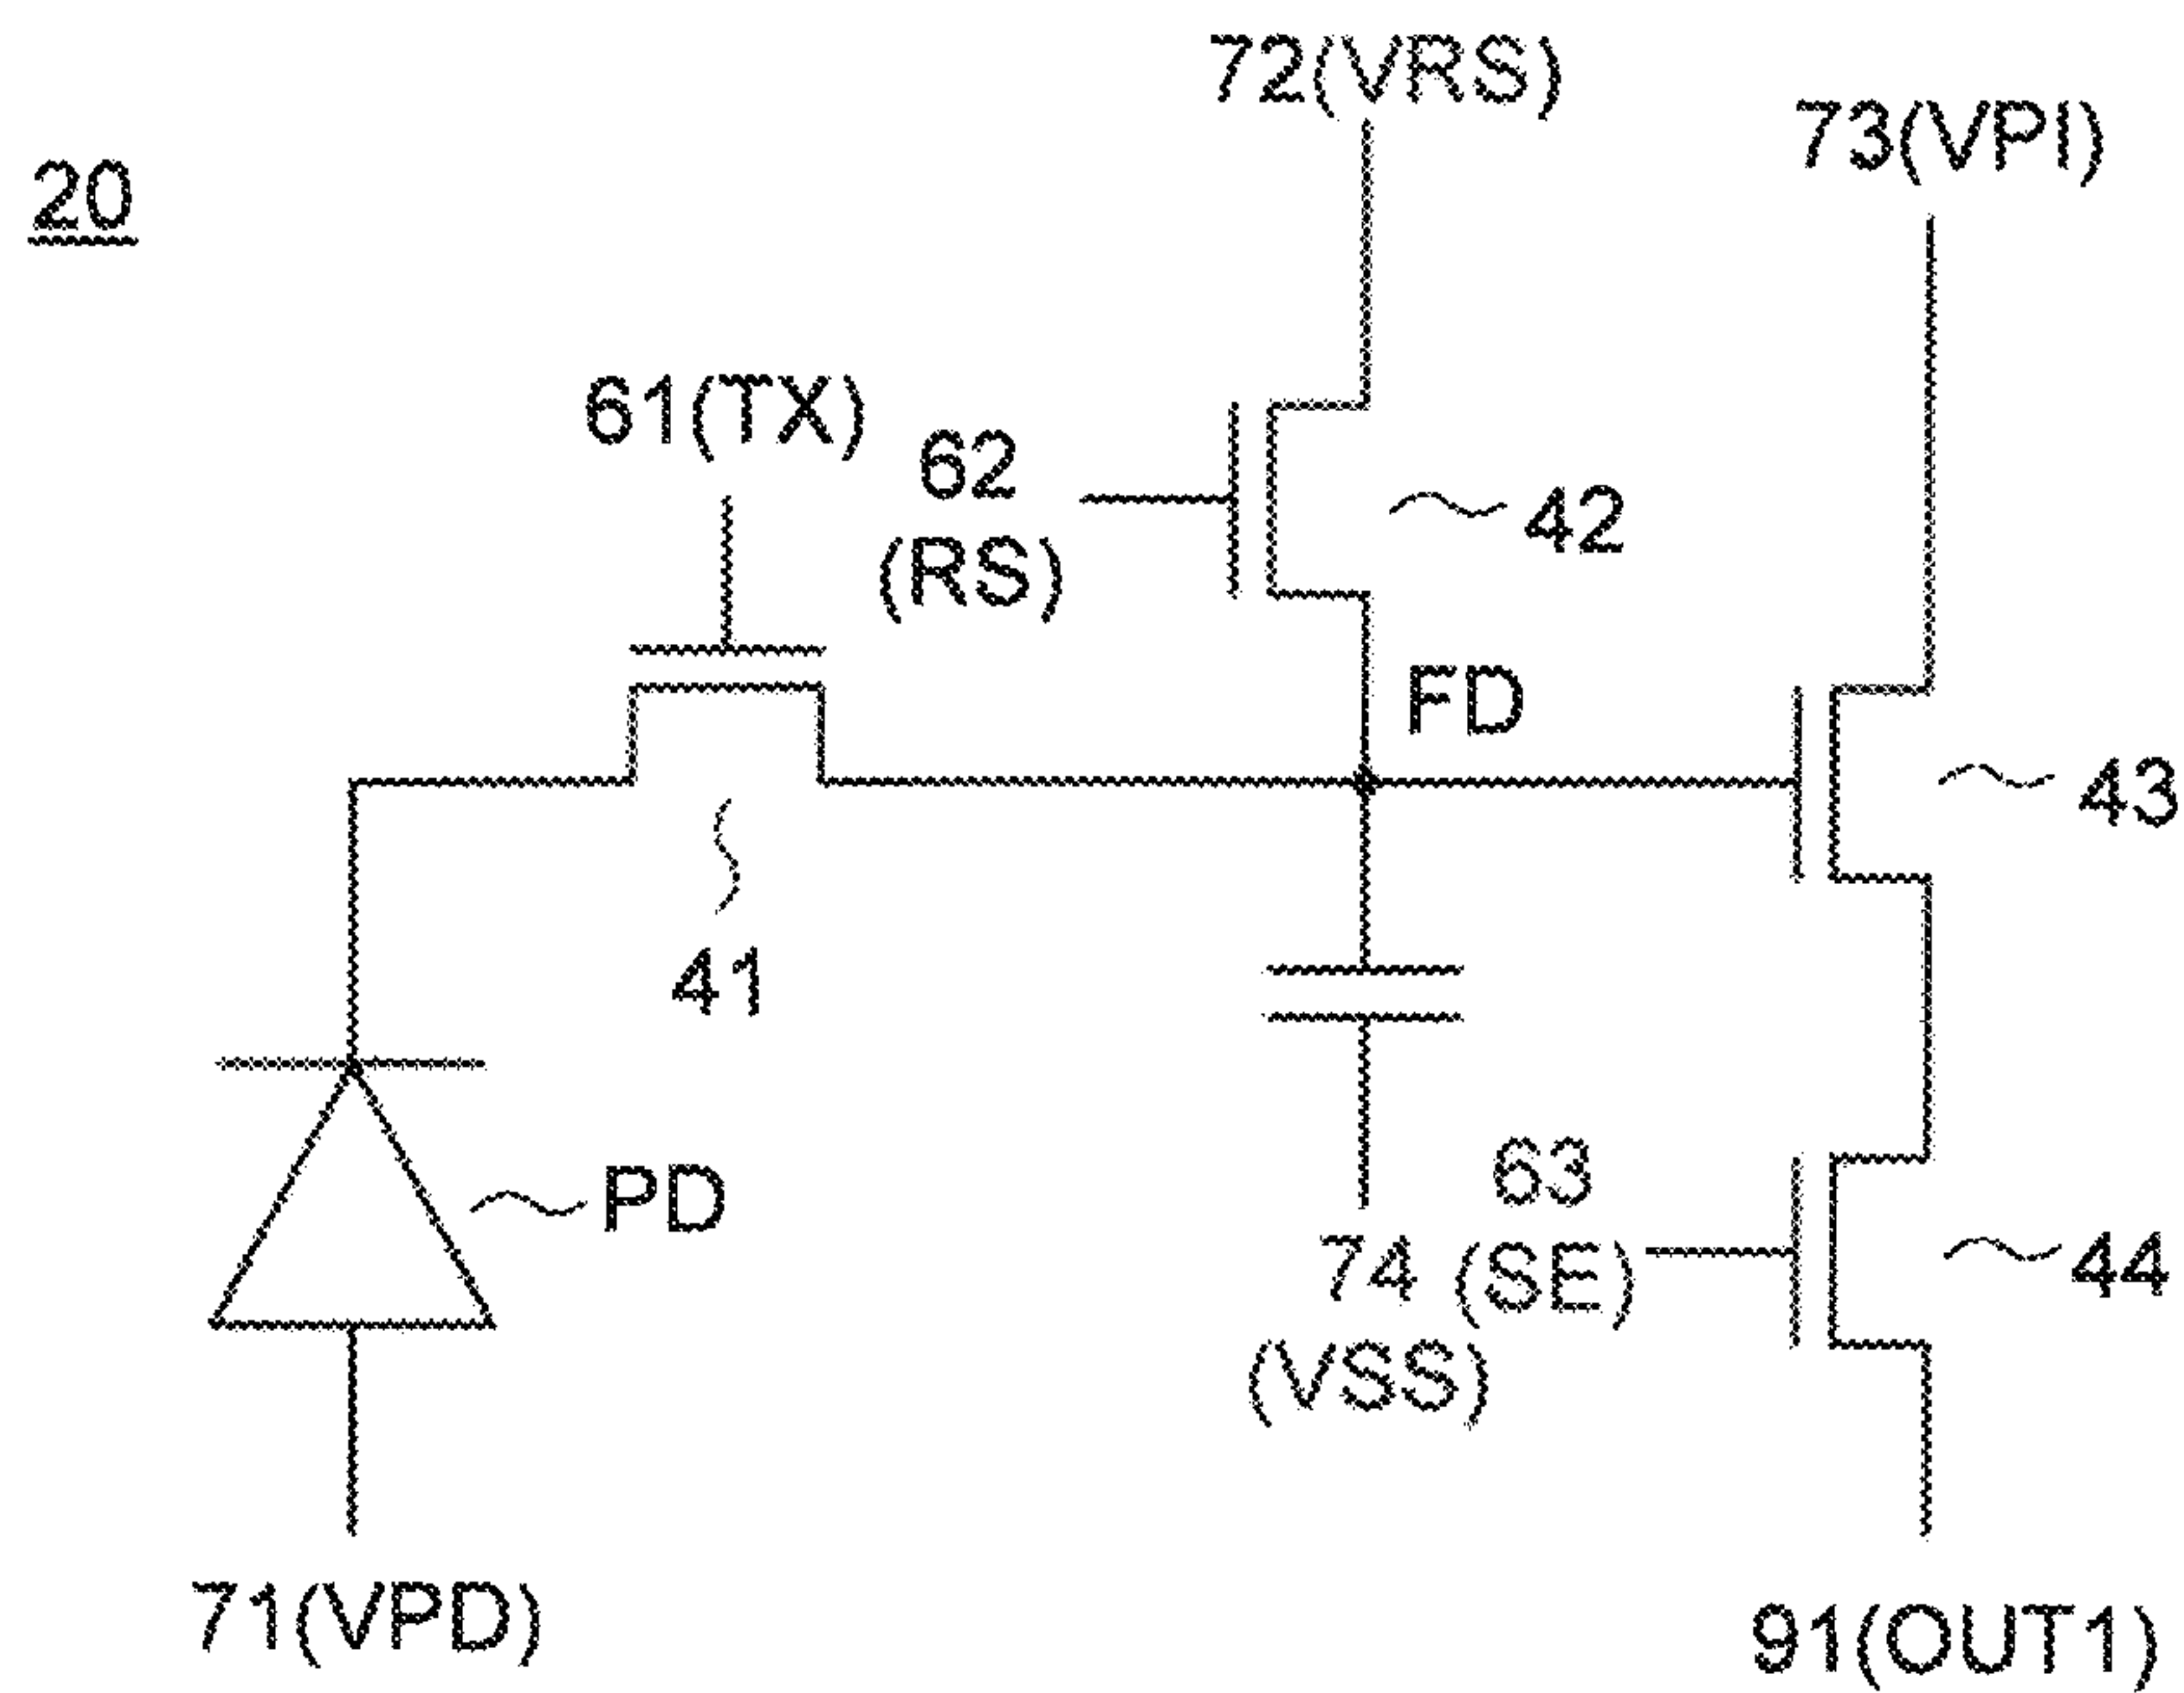 72(VRS)
73(VPI)
20
61(TX)
62
(RS)
42
FD
43
41
63
PD
74
(SE)
44
(VSS)
71(VPD)
91(OUT1)